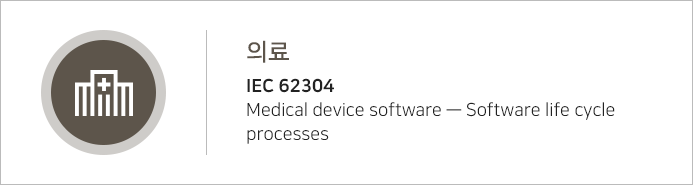 의료
IEC 62304
Medical device software — Software life cycle
processes